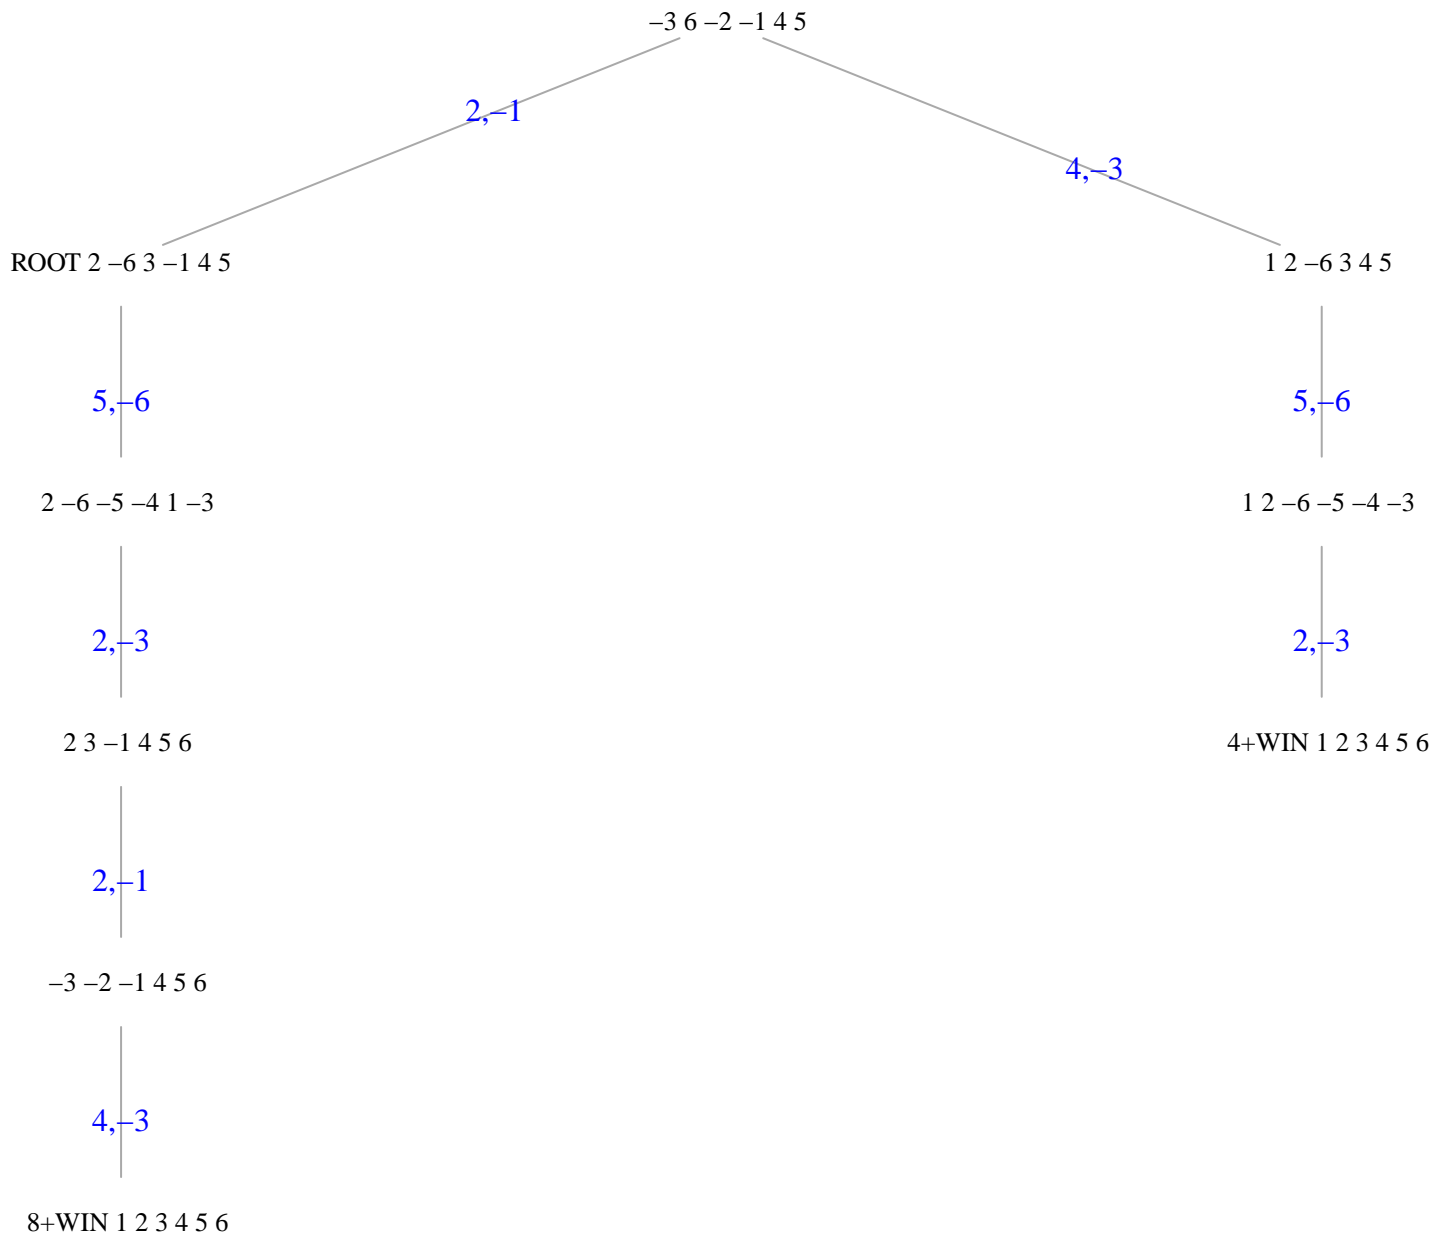 –3 6 –2 –1 4 5
2,–1
4,–3
ROOT 2 –6 3 –1 4 5
1 2 –6 3 4 5
5,–6
5,–6
2 –6 –5 –4 1 –3
1 2 –6 –5 –4 –3
2,–3
2,–3
2 3 –1 4 5 6
4+WIN 1 2 3 4 5 6
2,–1
–3 –2 –1 4 5 6
4,–3
8+WIN 1 2 3 4 5 6